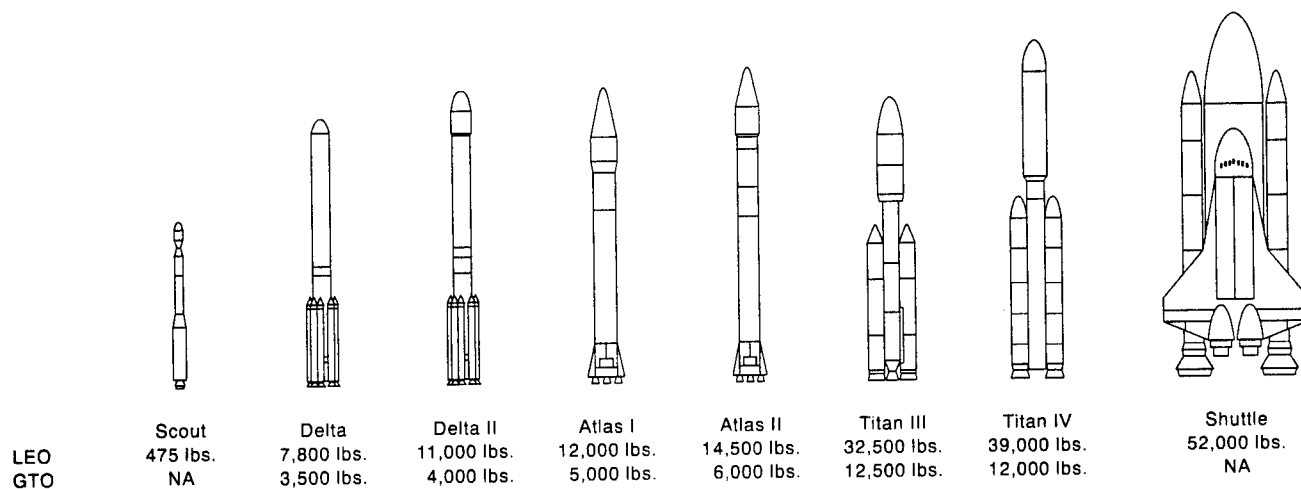 Scout Delta Delta II Atlas I Atlas II Titan III Titan IV Shuttle
LEO 475 lbs. 7,800 lbs. 11,000 lbs. 12,000 lbs. 14,500 lbs. 32,500 lbs. 39,000 lbs. 52,000 lbs.
GTO NA 3,500 lbs. 4,000 lbs. 5,000 lbs. 6,000 lbs. 12,500 lbs. 12,000 lbs. NA